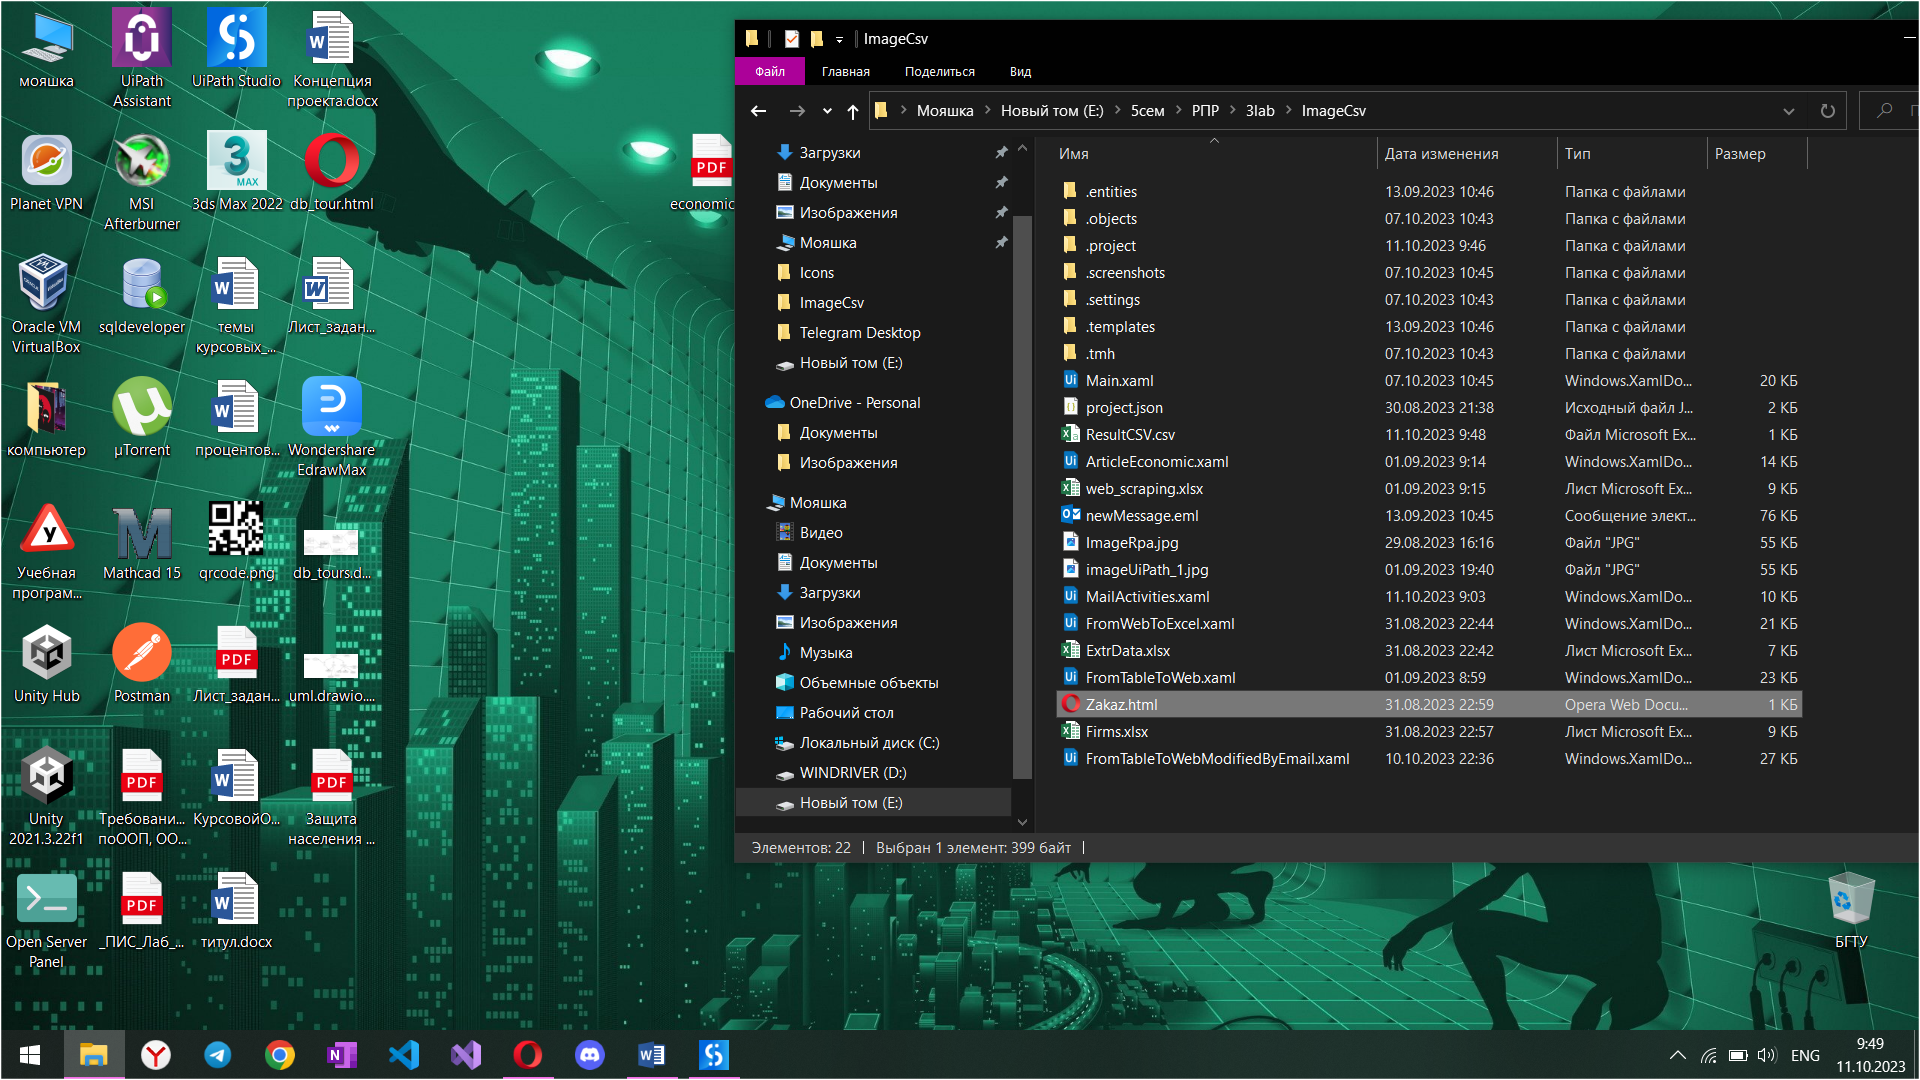 мояшка
UiPath
Assistant
UiPath Studio
Концепция
проекта.docx
Planet VPN
MSI
Afterburner
3ds Max 2022
db_tour.html
PDF
economic
Oracle VM
VirtualBox
sqldeveloper
темы
курсовых_...
Лист_задан...
компьютер
µTorrent
процентов...
Wondershare
EdrawMax
Учебная
програм...
Mathcad 15
qrcode.png
db_tours.d...
Unity Hub
Postman
PDF
Лист_задан...
uml.drawio....
Unity
2021.3.22f1
PDF
Требовани...
поООП, ОО...
КурсовойО...
PDF
Защита
населения ...
Open Server
Panel
PDF
_ПИС_Лаб_...
титул.docx
БГТУ
ImageCsv
Файл
Главная
Поделиться
Вид
Мояшка
Новый том (E:)
5сем
РПР
3lab
ImageCsv
Загрузки
Документы
Изображения
Мояшка
Icons
ImageCsv
Telegram Desktop
Новый том (E:)
OneDrive - Personal
Документы
Изображения
Мояшка
Видео
Документы
Загрузки
Изображения
Музыка
Объемные объекты
Рабочий стол
Локальный диск (C:)
WINDRIVER (D:)
Новый том (E:)
Имя Дата изменения Тип Размер
.entities 13.09.2023 10:46 Папка с файлами
.objects 07.10.2023 10:43 Папка с файлами
.project 11.10.2023 9:46 Папка с файлами
.screenshots 07.10.2023 10:45 Папка с файлами
.settings 07.10.2023 10:43 Папка с файлами
.templates 13.09.2023 10:46 Папка с файлами
.tmh 07.10.2023 10:43 Папка с файлами
Main.xaml 07.10.2023 10:45 Windows.XamlDo... 20 КБ
project.json 30.08.2023 21:38 Исходный файл J... 2 КБ
ResultCSV.csv 11.10.2023 9:48 Файл Microsoft Ex... 1 КБ
ArticleEconomic.xaml 01.09.2023 9:14 Windows.XamlDo... 14 КБ
web_scraping.xlsx 01.09.2023 9:15 Лист Microsoft Ex... 9 КБ
newMessage.eml 13.09.2023 10:45 Сообщение элект... 76 КБ
ImageRpa.jpg 29.08.2023 16:16 Файл "JPG" 55 КБ
imageUiPath_1.jpg 01.09.2023 19:40 Файл "JPG" 55 КБ
MailActivities.xaml 11.10.2023 9:03 Windows.XamlDo... 10 КБ
FromWebToExcel.xaml 31.08.2023 22:44 Windows.XamlDo... 21 КБ
ExtrData.xlsx 31.08.2023 22:42 Лист Microsoft Ex... 7 КБ
FromTableToWeb.xaml 01.09.2023 8:59 Windows.XamlDo... 23 КБ
Zakaz.html 31.08.2023 22:59 Opera Web Docu... 1 КБ
Firms.xlsx 31.08.2023 22:57 Лист Microsoft Ex... 9 КБ
FromTableToWebModifiedByEmail.xaml 10.10.2023 22:36 Windows.XamlDo... 27 КБ
Элементов: 22 Выбран 1 элемент: 399 байт
ENG
9:49
11.10.2023